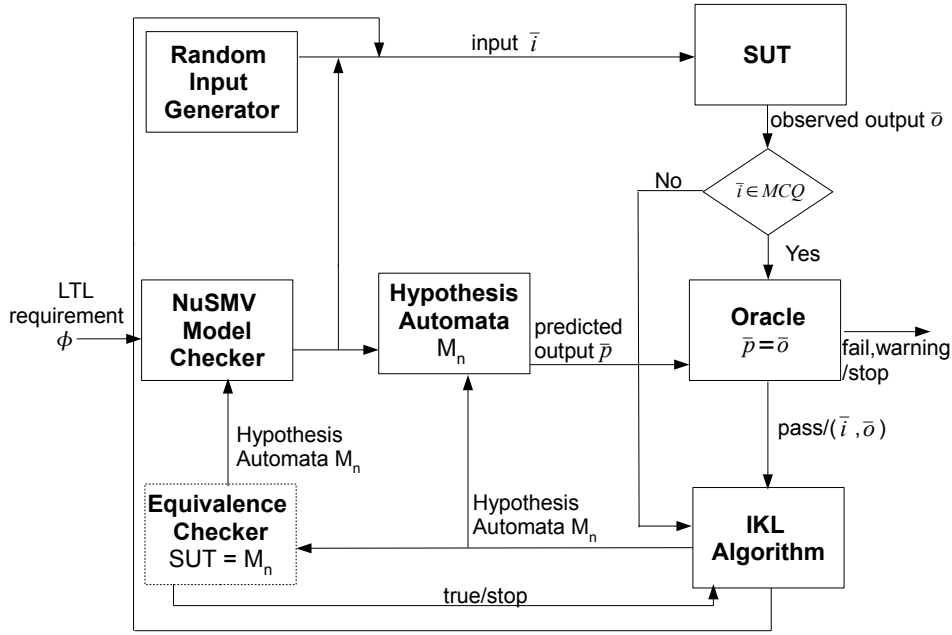 Random
Input
Generator
input i̅
SUT
observed output o̅
i̅ ∈ MCQ
No
Yes
LTL
requirement
ϕ
NuSMV
Model
Checker
Hypothesis
Automata
Mₙ
predicted
output p̅
Oracle
p̅ = o̅
fail,warning
/stop
pass/(i̅ ,o̅)
Hypothesis
Automata Mₙ
Equivalence
Checker
SUT = Mₙ
Hypothesis
Automata Mₙ
IKL
Algorithm
true/stop